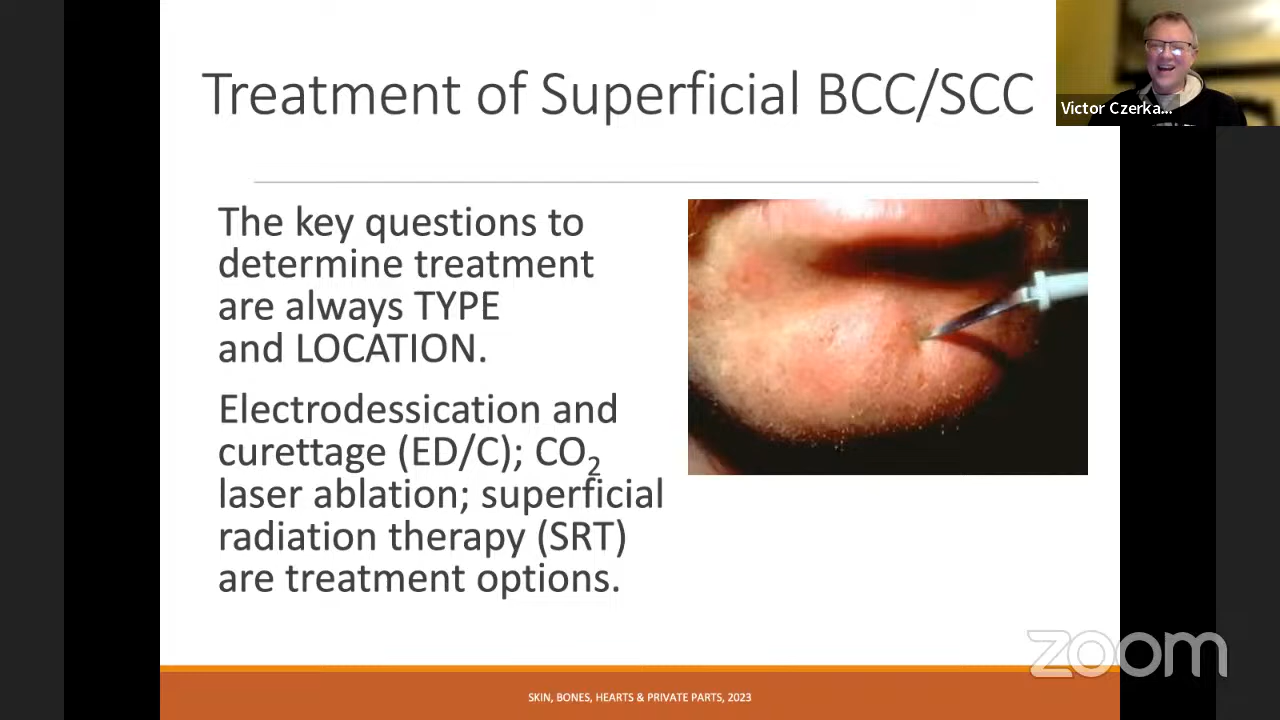 Treatment of Superficial BCC/SCC
Victor Czerka...
The key questions to
determine treatment
are always TYPE
and LOCATION.
Electrodessication and
curettage (ED/C); CO₂
laser ablation; superficial
radiation therapy (SRT)
are treatment options.
zoom
SKIN, BONES, HEARTS & PRIVATE PARTS, 2023